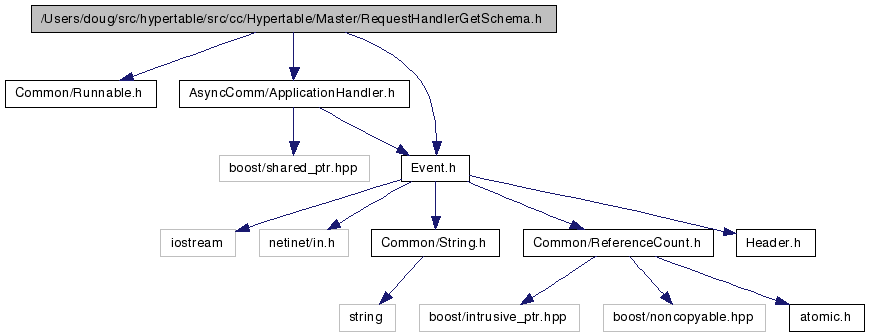 /Users/doug/src/hypertable/src/cc/Hypertable/Master/RequestHandlerGetSchema.h
Common/Runnable.h
AsyncComm/ApplicationHandler.h
boost/shared_ptr.hpp
Event.h
iostream
netinet/in.h
Common/String.h
Common/ReferenceCount.h
Header.h
string
boost/intrusive_ptr.hpp
boost/noncopyable.hpp
atomic.h